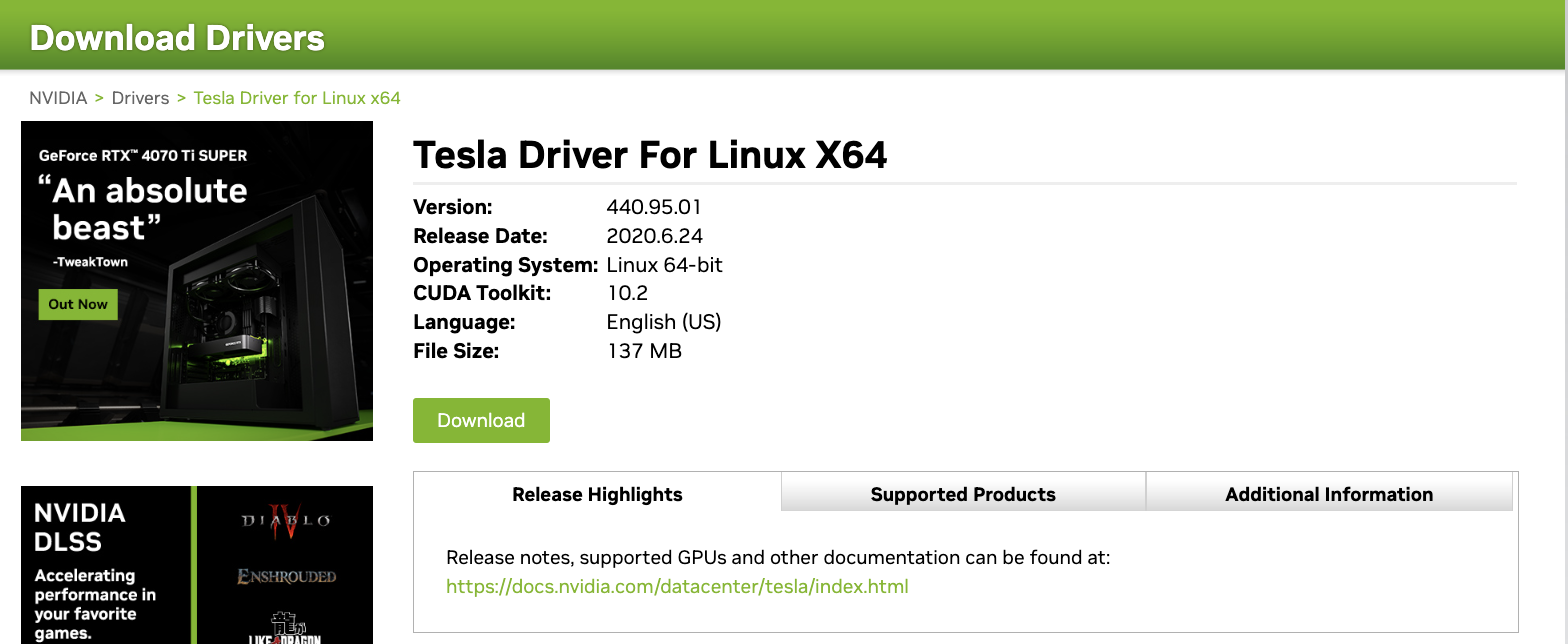 Download Drivers
NVIDIA > Drivers > Tesla Driver for Linux x64
GeForce RTX™ 4070 Ti SUPER
“An absolute
beast”
-TweakTown
Out Now
NVIDIA
DLSS
Accelerating
performance in
your favorite
games.
DIABLO
IV
ENSHROUDED
龍が
LIKE A DRAGON
Tesla Driver For Linux X64
Version: 440.95.01
Release Date: 2020.6.24
Operating System: Linux 64-bit
CUDA Toolkit: 10.2
Language: English (US)
File Size: 137 MB
Download
Release Highlights Supported Products Additional Information
Release notes, supported GPUs and other documentation can be found at:
https://docs.nvidia.com/datacenter/tesla/index.html